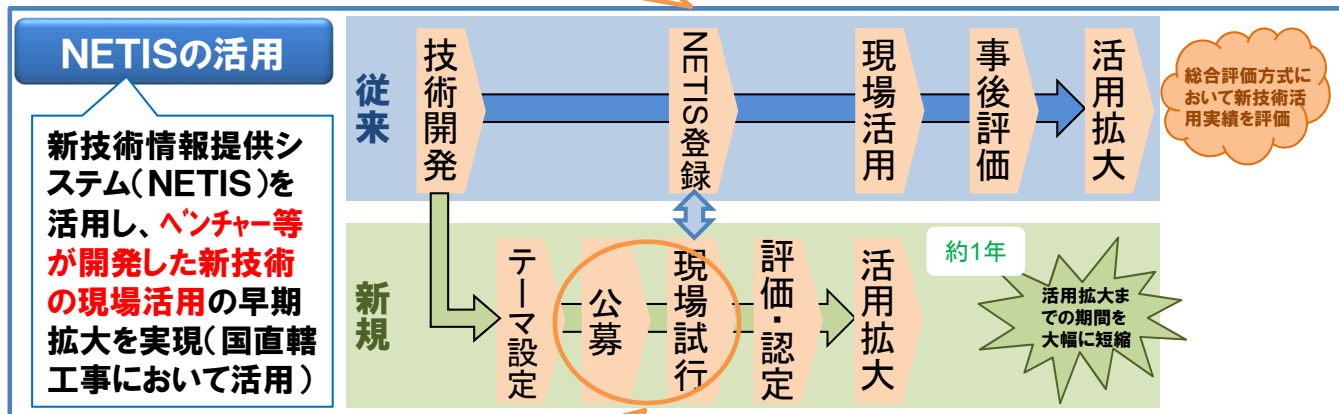 NETISの活用
新技術情報提供シ
ステム(NETIS)を
活用し、ベンチャー等
が開発した新技術
の現場活用の早期
拡大を実現(国直轄
工事において活用)
従来
技術開発
NETIS登録
現場活用
事後評価
活用拡大
総合評価方式に
おいて新技術活
用実績を評価
新規
テーマ設定
公募
現場試行
評価・認定
活用拡大
約1年
活用拡大ま
での期間を
大幅に短縮